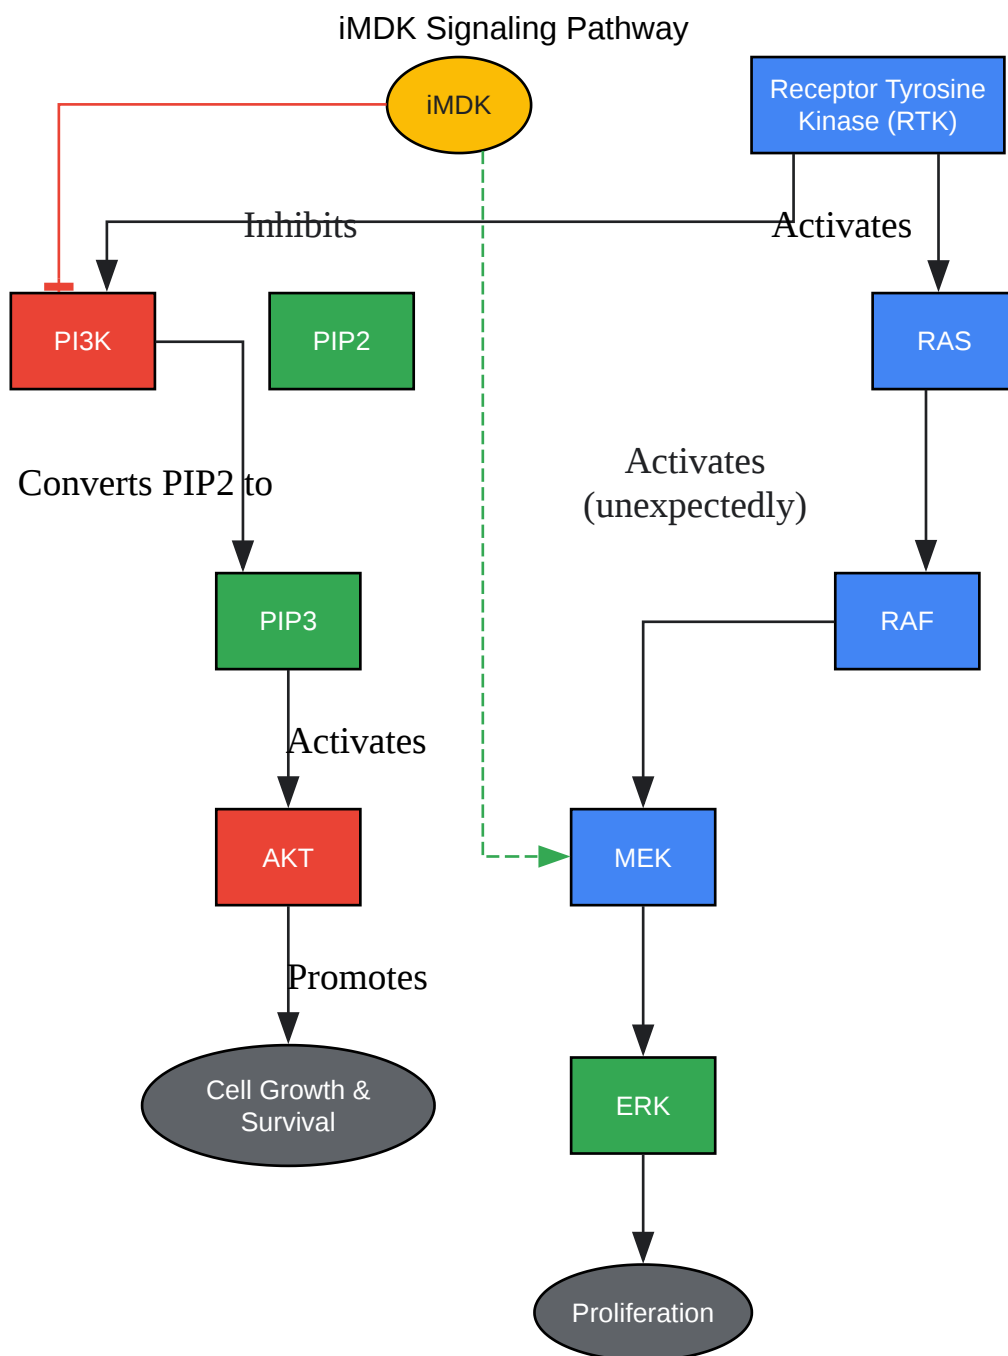 iMDK Signaling Pathway
iMDK
Receptor Tyrosine
Kinase (RTK)
Inhibits
Activates
PI3K
PIP2
RAS
Activates
(unexpectedly)
Converts PIP2 to
PIP3
RAF
Activates
AKT
MEK
Promotes
Cell Growth &
Survival
ERK
Proliferation